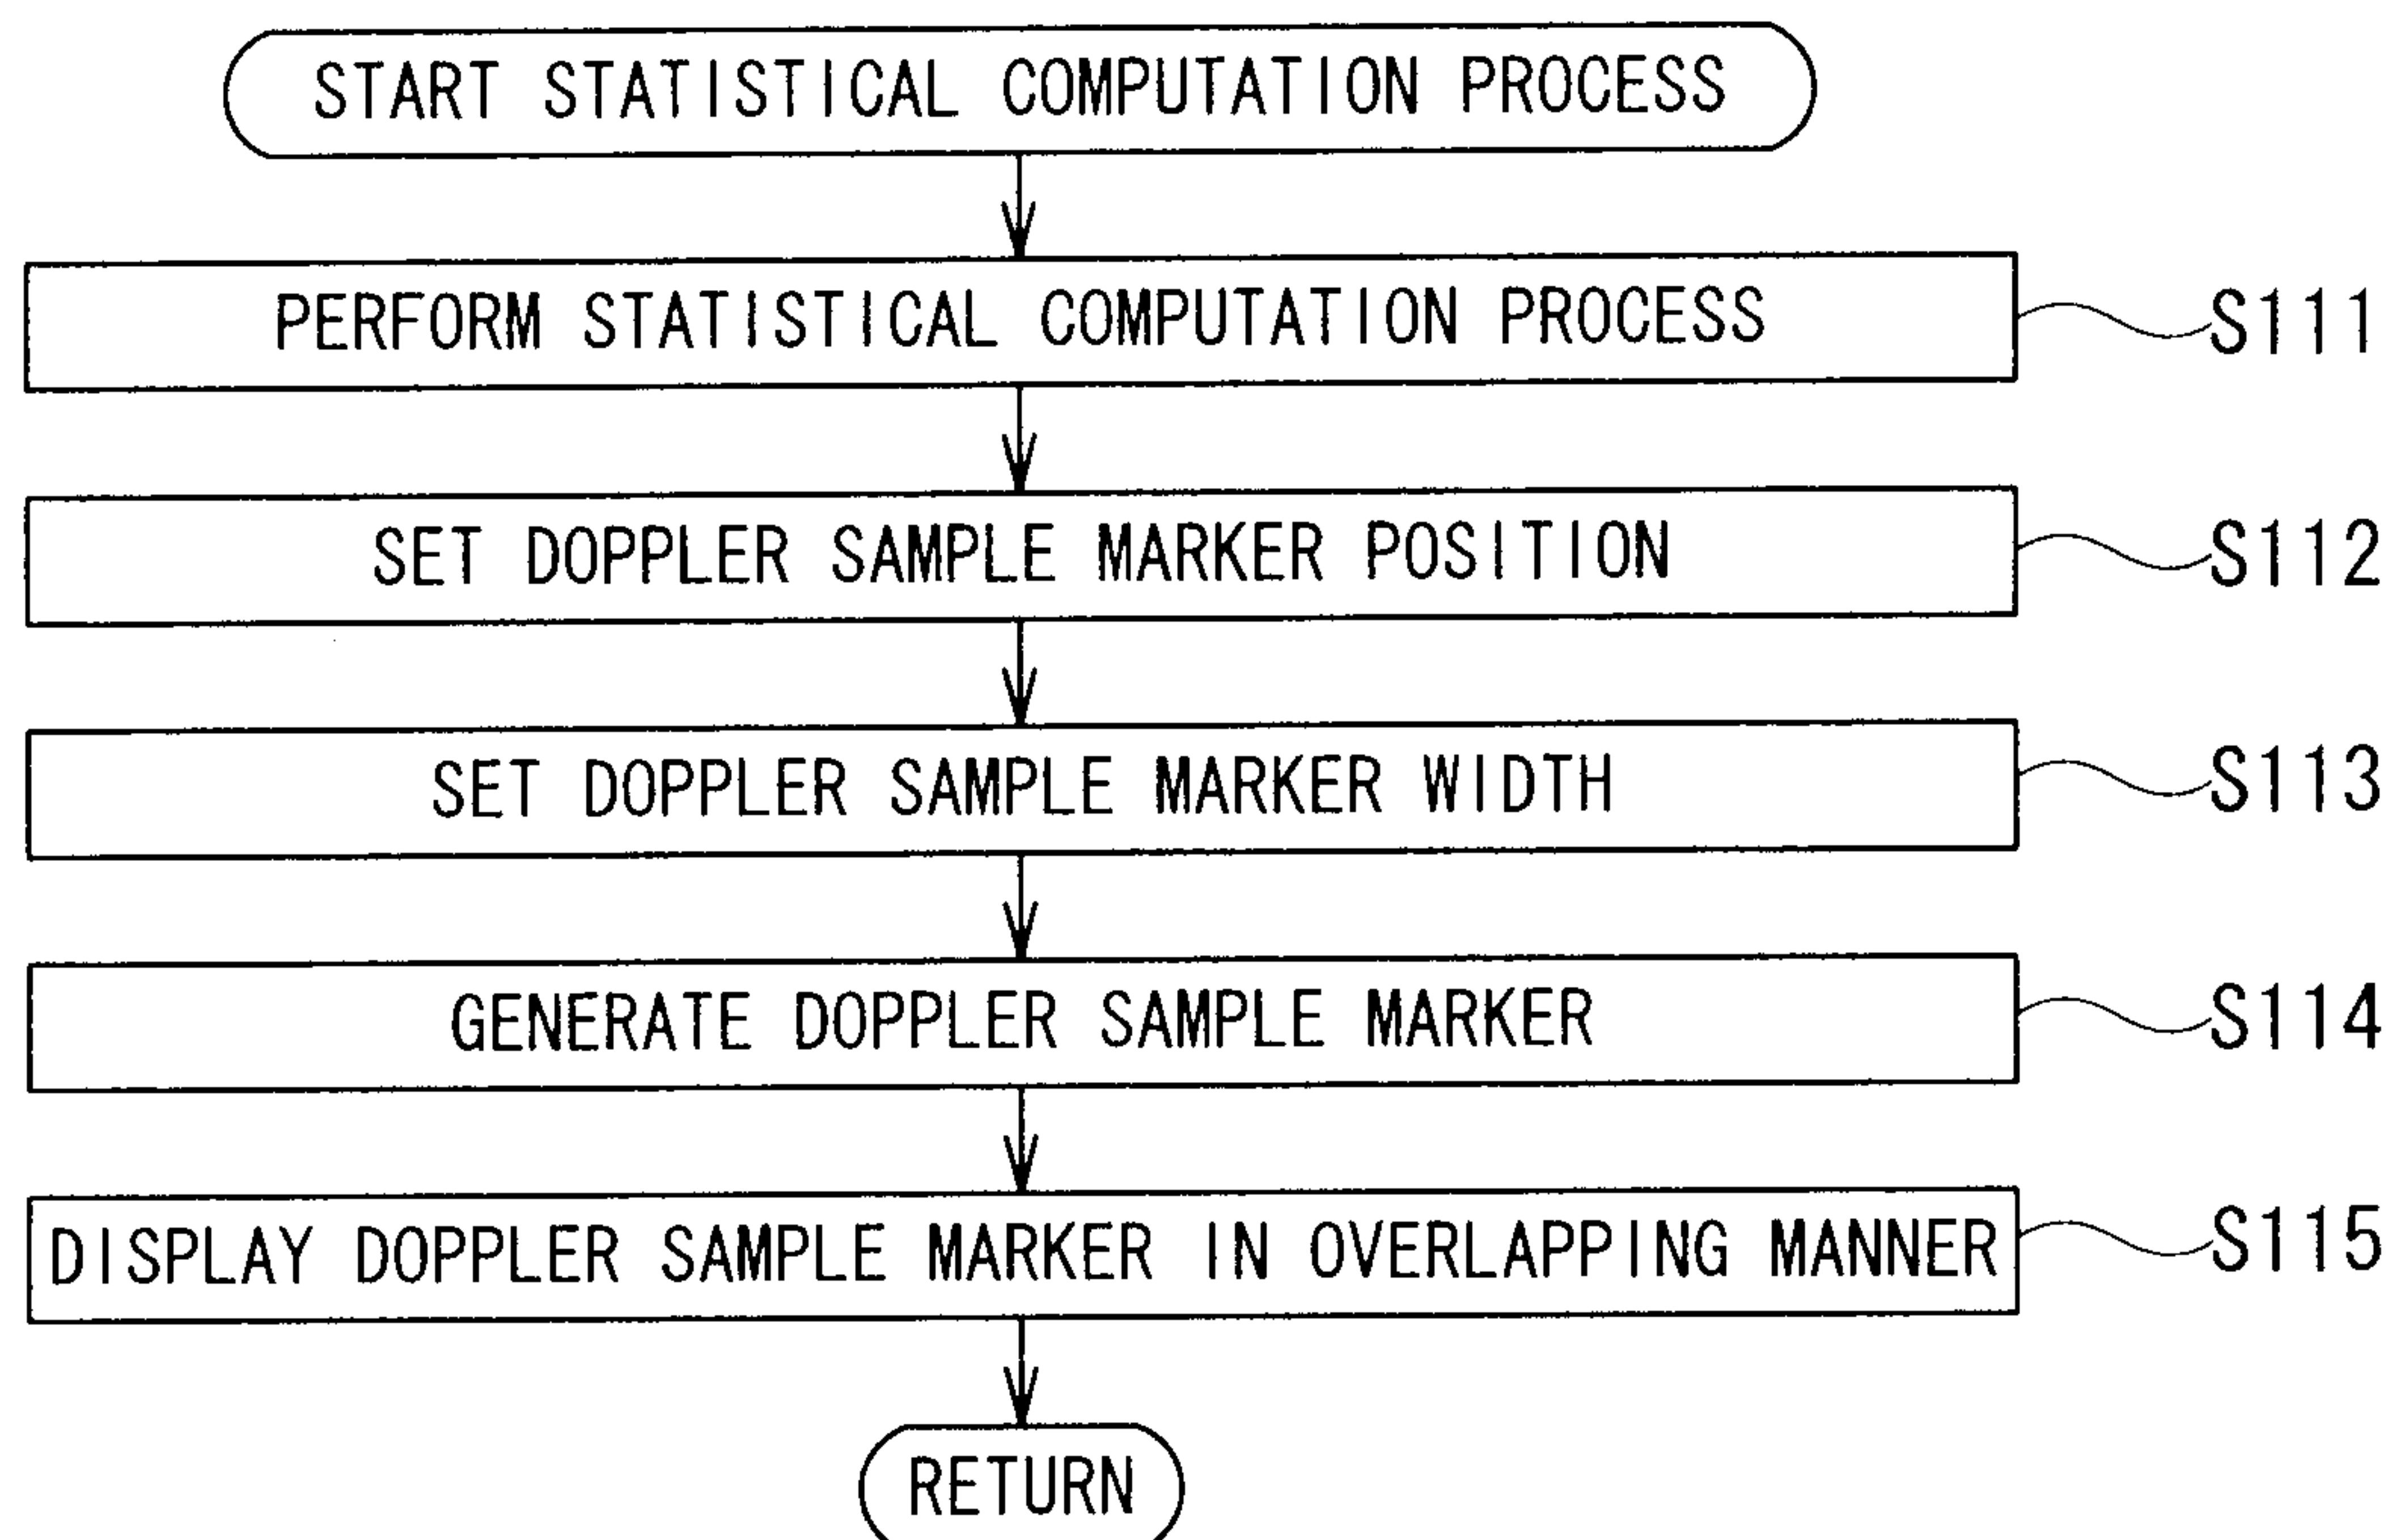 START STATISTICAL COMPUTATION PROCESS
PERFORM STATISTICAL COMPUTATION PROCESS
S111
SET DOPPLER SAMPLE MARKER POSITION
S112
SET DOPPLER SAMPLE MARKER WIDTH
S113
GENERATE DOPPLER SAMPLE MARKER
S114
DISPLAY DOPPLER SAMPLE MARKER IN OVERLAPPING MANNER
S115
RETURN